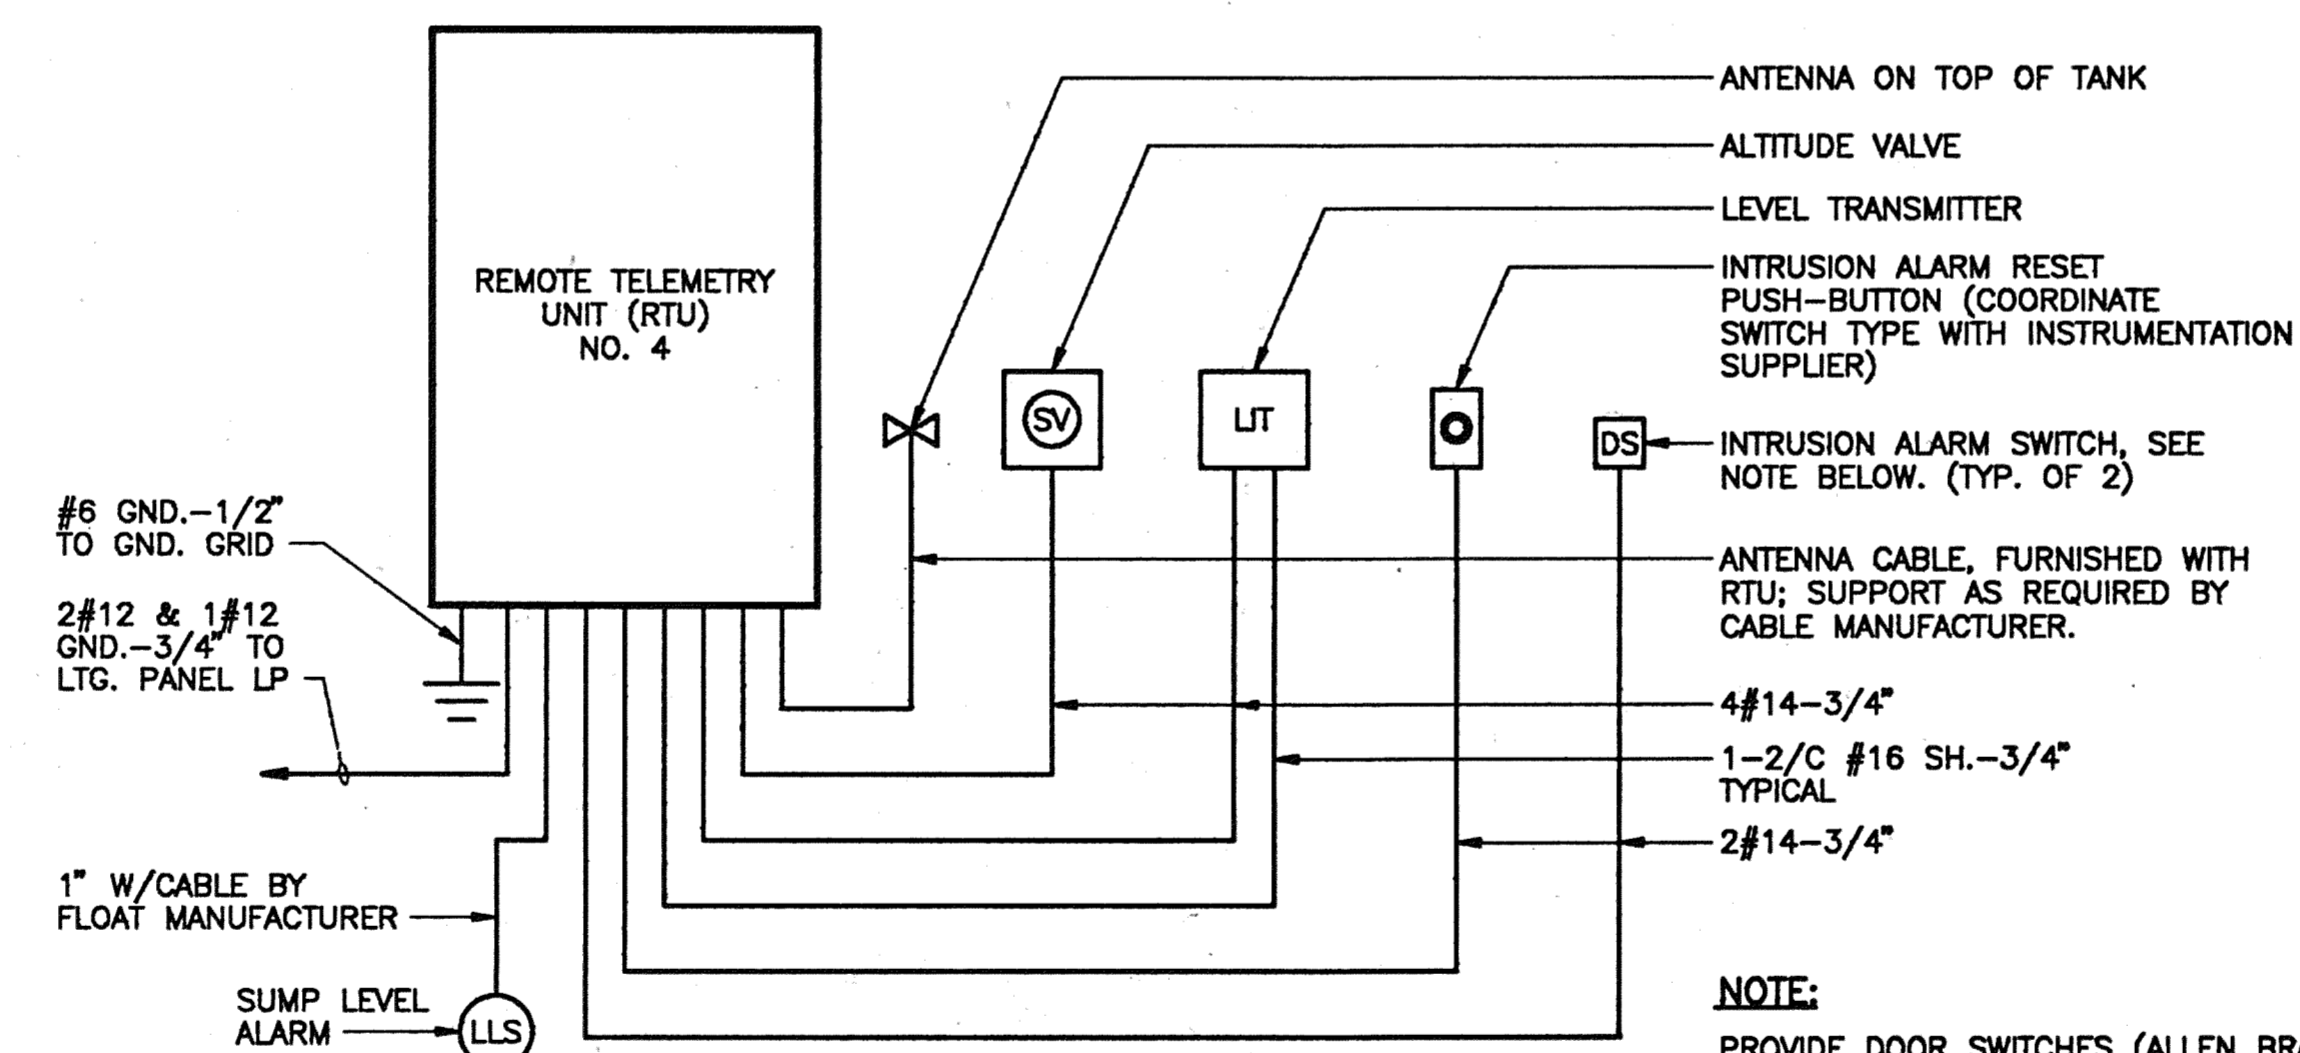 REMOTE TELEMETRY
UNIT (RTU)
NO. 4
ANTENNA ON TOP OF TANK
ALTITUDE VALVE
LEVEL TRANSMITTER
INTRUSION ALARM RESET
PUSH-BUTTON (COORDINATE
SWITCH TYPE WITH INSTRUMENTATION
SUPPLIER)
SV
LIT
DS
INTRUSION ALARM SWITCH, SEE
NOTE BELOW. (TYP. OF 2)
#6 GND.-1/2"
TO GND. GRID
2#12 & 1#12
GND.-3/4" TO
LTG. PANEL LP
ANTENNA CABLE, FURNISHED WITH
RTU; SUPPORT AS REQUIRED BY
CABLE MANUFACTURER.
4#14-3/4"
1-2/C #16 SH.-3/4"
TYPICAL
2#14-3/4"
1" W/CABLE BY
FLOAT MANUFACTURER
SUMP LEVEL
ALARM
LLS
NOTE:
PROVIDE DOOR SWITCHES (ALLEN